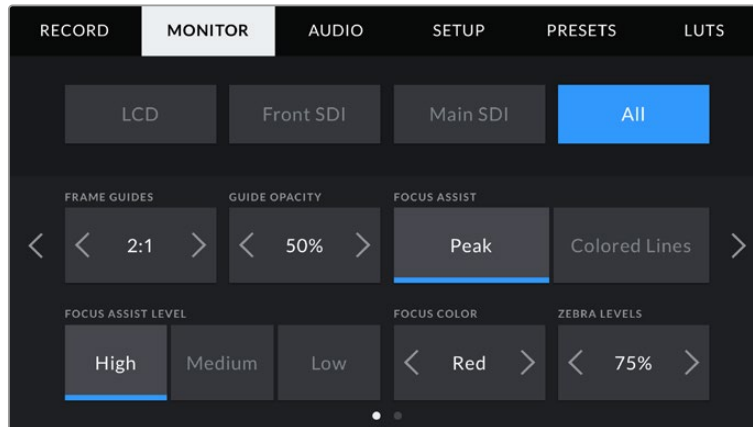 RECORD MONITOR AUDIO SETUP PRESETS LUTS
LCD Front SDI Main SDI All
FRAME GUIDES GUIDE OPACITY FOCUS ASSIST
2:1 50% Peak Colored Lines
FOCUS ASSIST LEVEL FOCUS COLOR ZEBRA LEVELS
High Medium Low Red 75%